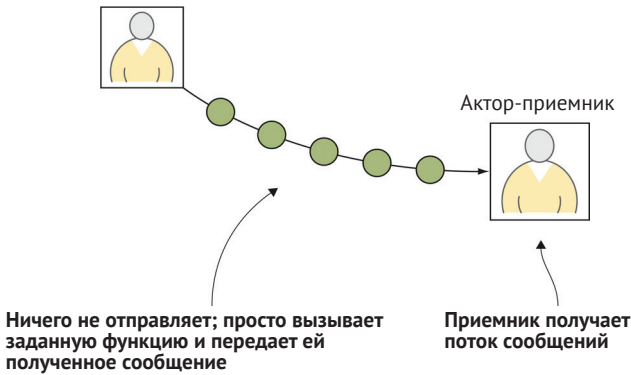 Актор-приемник
Ничего не отправляет; просто вызывает
заданную функцию и передает ей
полученное сообщение
Приемник получает
поток сообщений